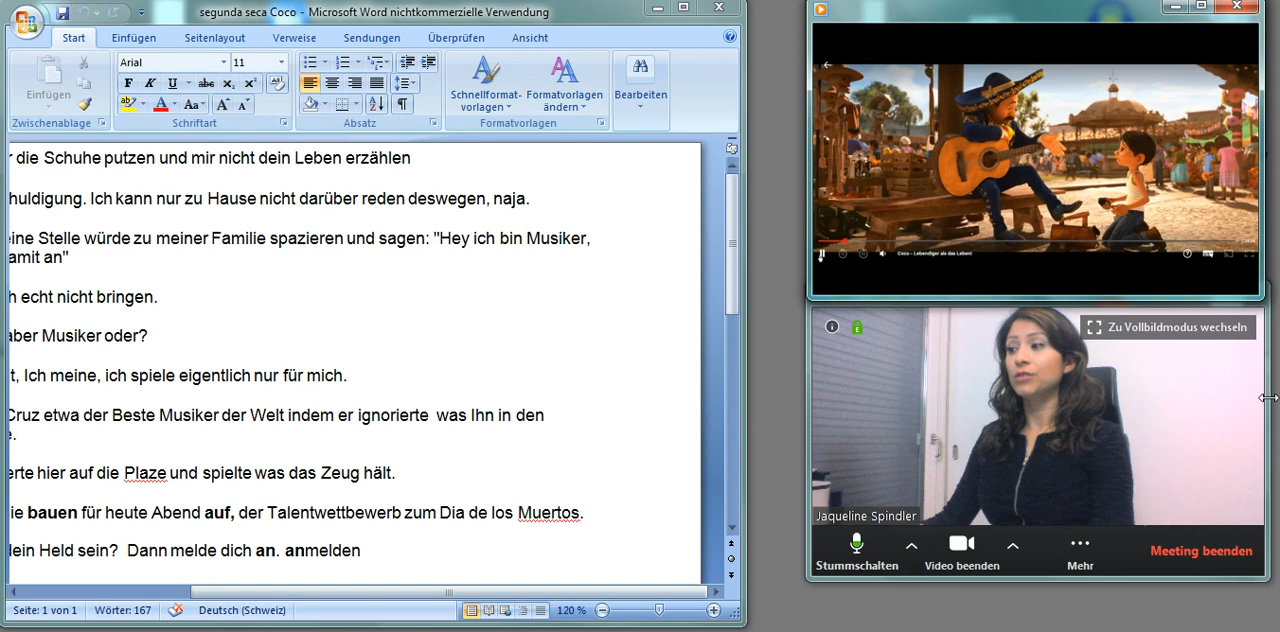 segunda seca Coco - Microsoft Word nichtkommerzielle Verwendung
Start Einfügen Seitenlayout Verweise Sendungen Überprüfen Ansicht
Einfügen
Zwischenablage
Arial 11
F K U abc x₂ x²
ab A Aa A A
Schriftart
Absatz
Schnellformat-
vorlagen
Formatvorlagen
ändern
Formatvorlagen
Bearbeiten
r die Schuhe putzen und mir nicht dein Leben erzählen
huldigung. Ich kann nur zu Hause nicht darüber reden deswegen, naja.
eine Stelle würde zu meiner Familie spazieren und sagen: "Hey ich bin Musiker,
amit an"
h echt nicht bringen.
aber Musiker oder?
t, Ich meine, ich spiele eigentlich nur für mich.
Cruz etwa der Beste Musiker der Welt indem er ignorierte was Ihn in den
e.
erte hier auf die Plaze und spielte was das Zeug hält.
ie bauen für heute Abend auf, der Talentwettbewerb zum Dia de los Muertos.
dein Held sein? Dann melde dich an. anmelden
Seite: 1 von 1 Wörter: 167 Deutsch (Schweiz) 120 %
Coco - Lebendiger als das Leben!
Zu Vollbildmodus wechseln
Jaqueline Spindler
Stummschalten Video beenden Mehr Meeting beenden